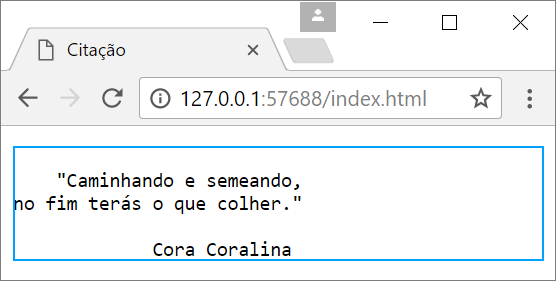 Citação
127.0.0.1:57688/index.html
"Caminhando e semeando,
no fim terás o que colher."
Cora Coralina